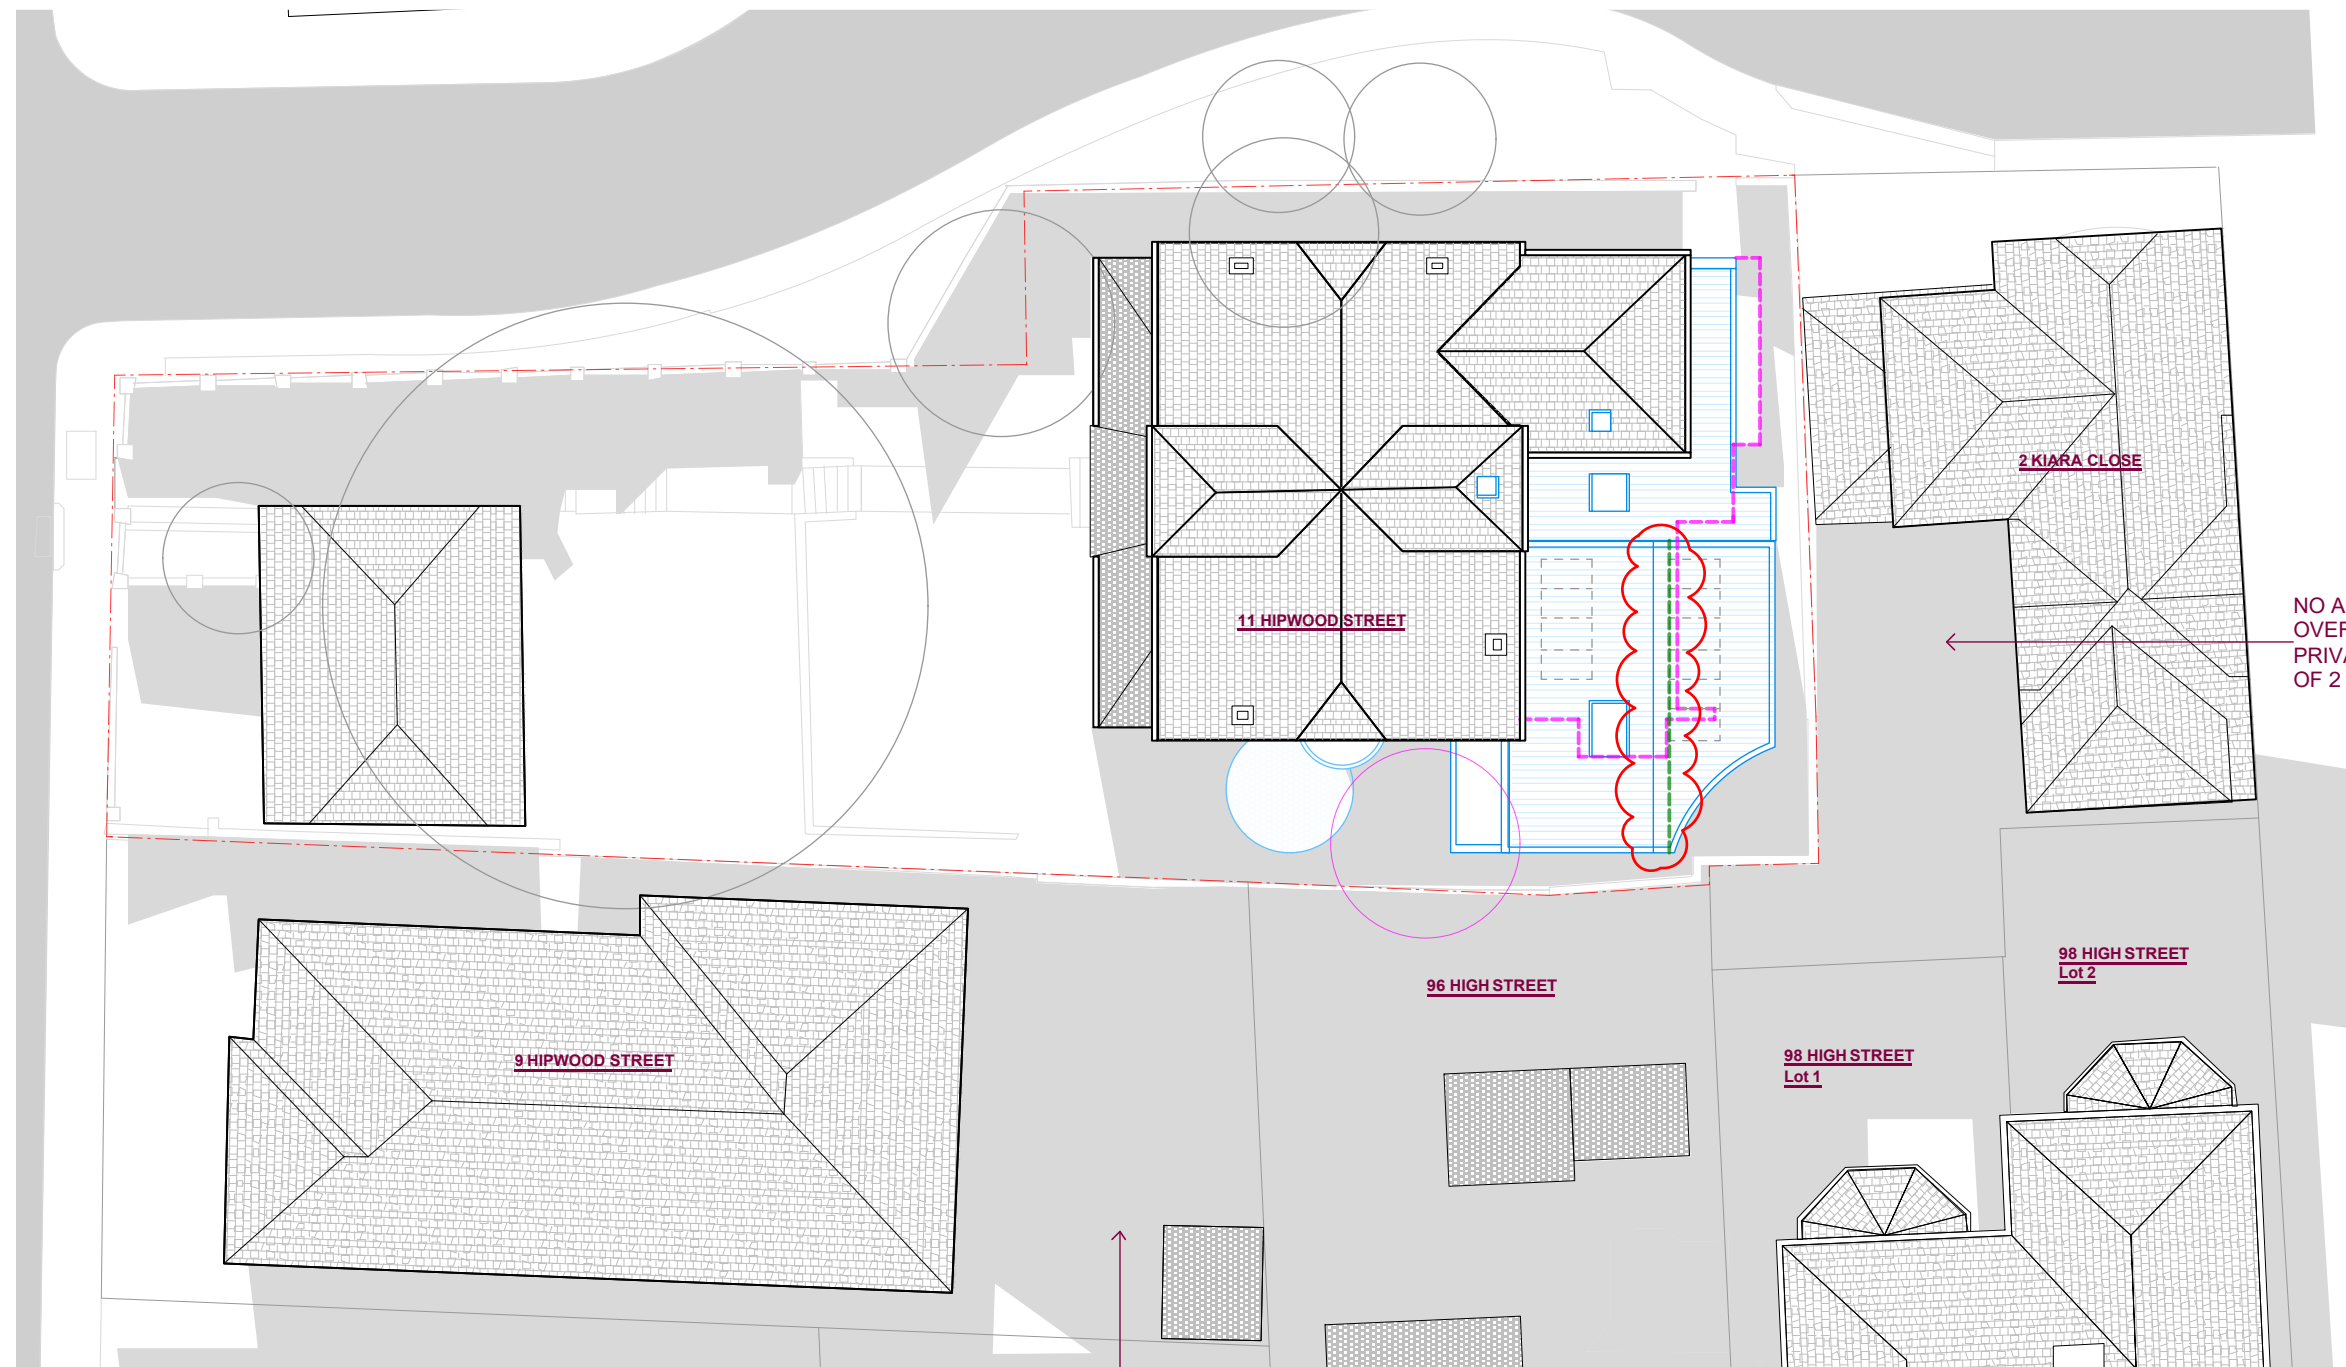 2 KIARA CLOSE
NO A
OVER
PRIVA
OF 2
11 HIPWOOD STREET
98 HIGH STREET
Lot 2
96 HIGH STREET
98 HIGH STREET
Lot 1
9 HIPWOOD STREET